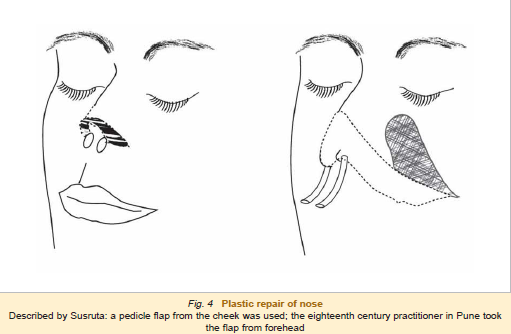 Fig. 4 Plastic repair of nose
Described by Susruta: a pedicle flap from the cheek was used; the eighteenth century practitioner in Pune took
the flap from forehead